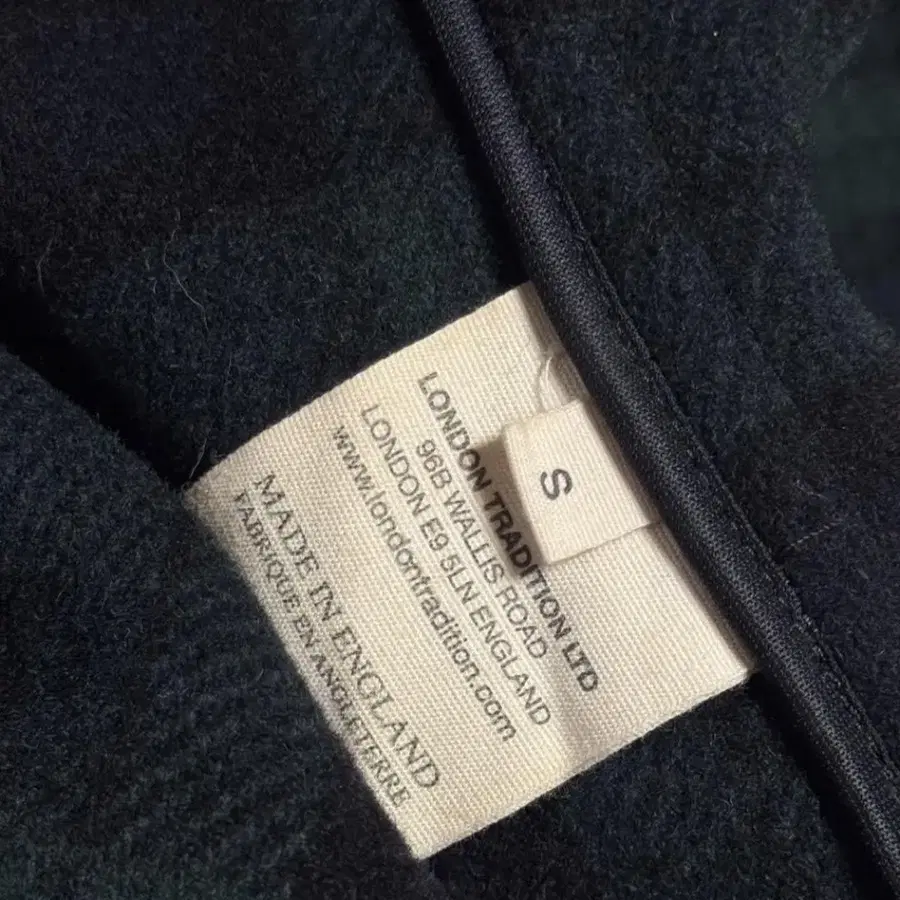 S
LONDON TRADITION LTD
96B WALLIS ROAD
LONDON E9 5LN ENGLAND
www.londontradition.com
MADE IN ENGLAND
FABRIQUE EN ANGLETERRE